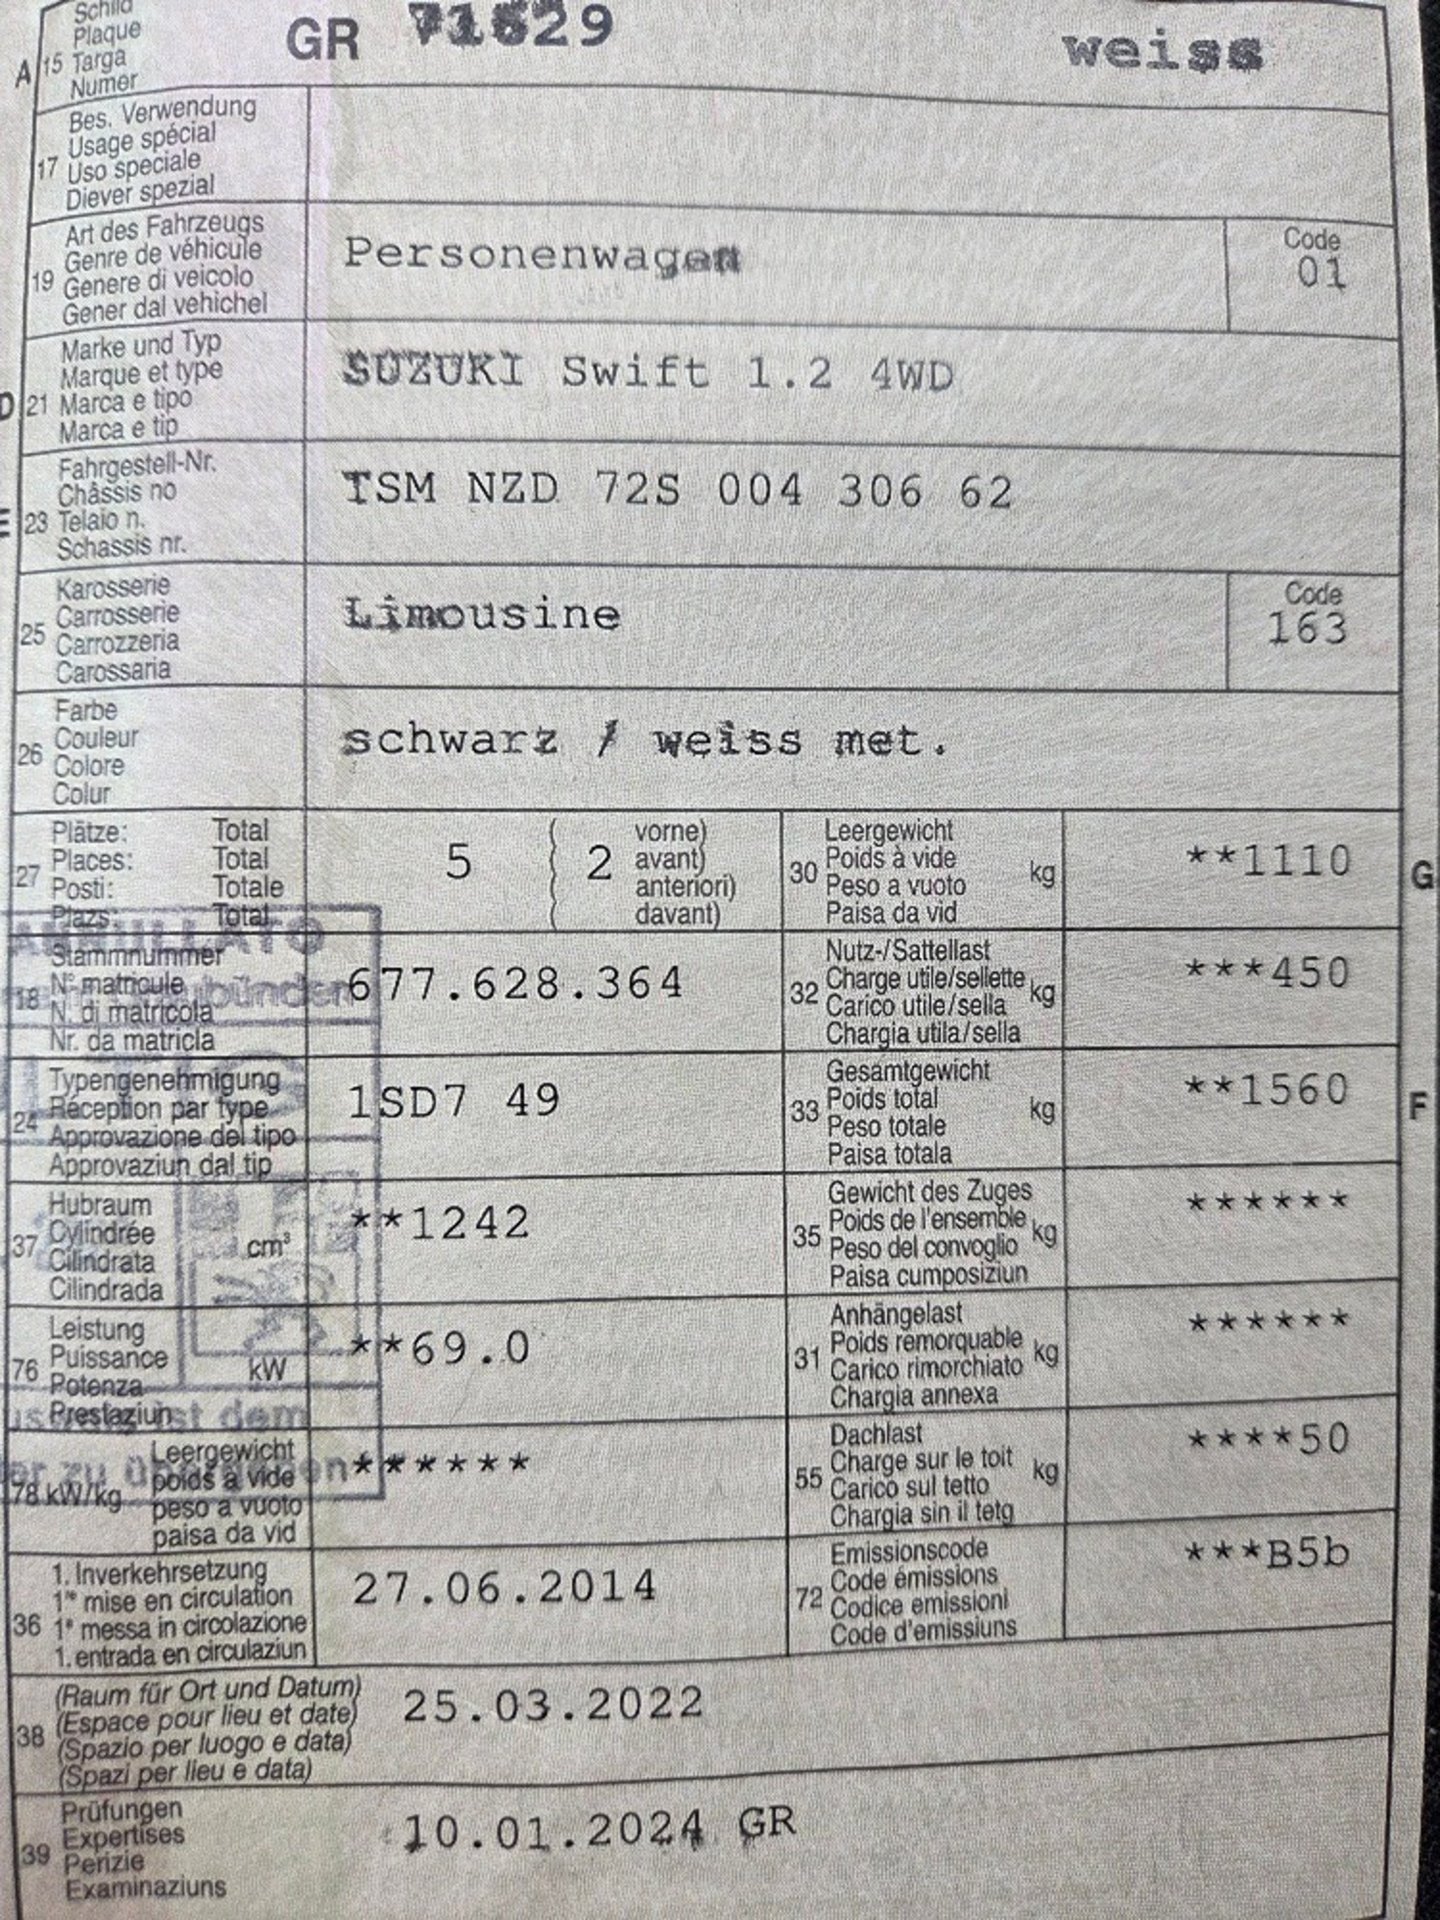 Schild
Plaque
A 15 Targa GR 71529 weiss
Numer
Bes. Verwendung
Usage spécial
17 Uso speciale
Diever spezial
Art des Fahrzeugs
Genre de véhicule Personenwagen Code
19 Genere di veicolo 01
Gener dal vehichel
Marke und Typ
Marque et type SUZUKI Swift 1.2 4WD
D 21 Marca e tipo
Marca e tip
Fahrgestell-Nr.
Châssis no TSM NZD 72S 004 306 62
E 23 Telaio n.
Schassis nr.
Karosserie Code
Carrosserie Limousine 163
25 Carrozzeria
Carossaria
Farbe
26 Couleur schwarz / weiss met.
Colore
Colur
Plätze: Total ( vorne) Leergewicht
Places: Total 5 ( 2 avant) 30 Poids à vide kg **1110 G
27 Posti: Totale ( anteriori) Peso a vuoto
Plazs: Total ( davant) Paisa da vid
ANNULLATO
Stammnummer Nutz-/Sattellast
N° matricule 677.628.364 32 Charge utile/sellette kg ***450
18 N. di matricola Carico utile/sella
Nr. da matricla Chargia utila/sella
Typengenehmigung Gesamtgewicht
24 Réception par type 1SD7 49 33 Poids total kg **1560 F
Approvazione del tipo Peso totale
Approvaziun dal tip Paisa totala
Hubraum Gewicht des Zuges
37 Cylindrée cm³ **1242 35 Poids de l'ensemble kg ******
Cilindrata Peso del convoglio
Cilindrada Paisa cumposiziun
Leistung Anhängelast
76 Puissance kW **69.0 31 Poids remorquable kg ******
Potenza Carico rimorchiato
Prestaziun Chargia annexa
ist dem
Leergewicht Dachlast
78 kW/kg poids à vide ****** 55 Charge sur le toit kg ****50
peso a vuoto Carico sul tetto
paisa da vid Chargia sin il tetg
1. Inverkehrsetzung Emissionscode
1re mise en circulation 27.06.2014 72 Code émissions ***B5b
36 1a messa in circolazione Codice emissioni
1. entrada en circulaziun Code d'emissiuns
(Raum für Ort und Datum) 25.03.2022
38 (Espace pour lieu et date)
(Spazio per luogo e data)
(Spazi per lieu e data)
Prüfungen 10.01.2024 GR
39 Expertises
Perizie
Examinaziuns